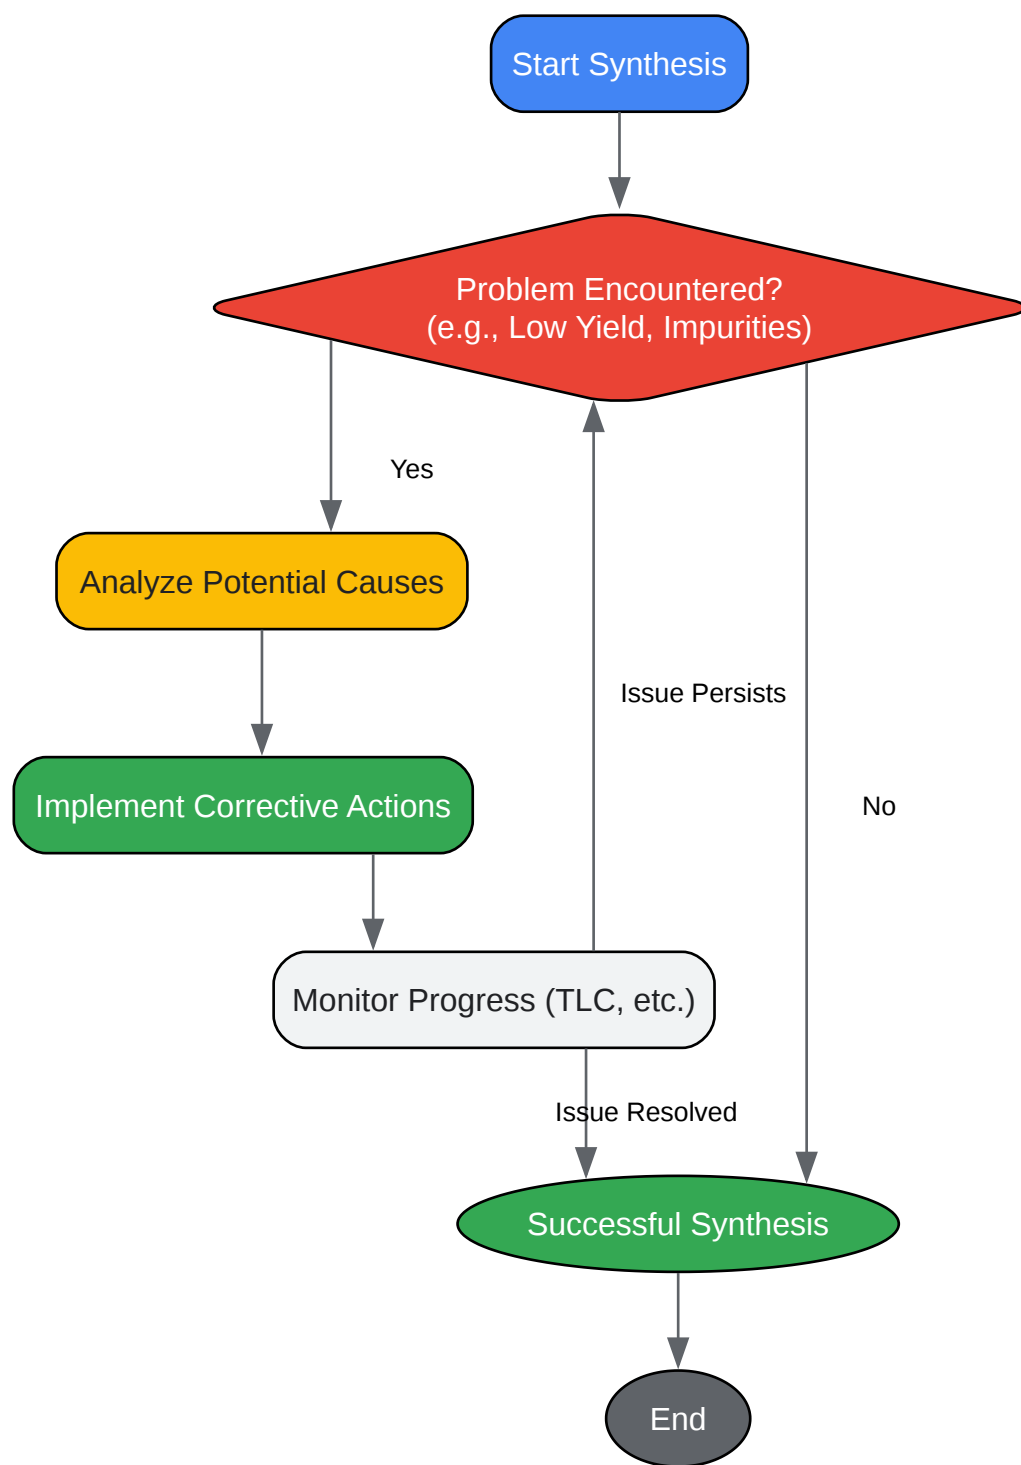 Start Synthesis
Problem Encountered?
(e.g., Low Yield, Impurities)
Yes
Analyze Potential Causes
Issue Persists
Implement Corrective Actions
No
Monitor Progress (TLC, etc.)
Issue Resolved
Successful Synthesis
End